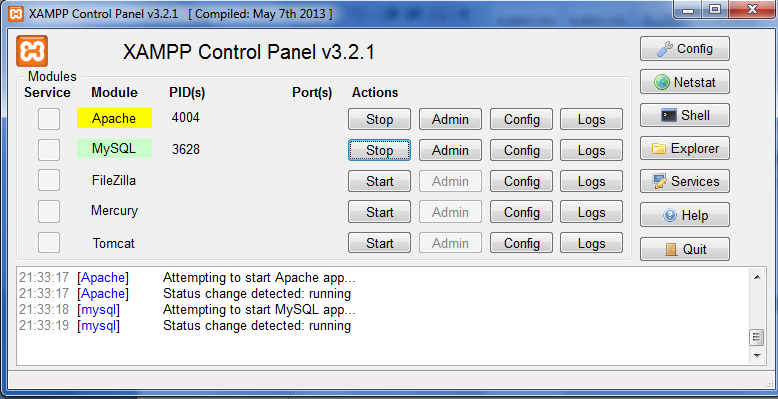 XAMPP Control Panel v3.2.1 [ Compiled: May 7th 2013 ]
XAMPP Control Panel v3.2.1
Config
Modules
Service Module PID(s) Port(s) Actions
Netstat
Apache 4004 Stop Admin Config Logs
Shell
MySQL 3628 Stop Admin Config Logs
Explorer
FileZilla Start Admin Config Logs
Services
Mercury Start Admin Config Logs
Help
Tomcat Start Admin Config Logs
Quit
21:33:17 [Apache] Attempting to start Apache app...
21:33:17 [Apache] Status change detected: running
21:33:18 [mysql] Attempting to start MySQL app...
21:33:19 [mysql] Status change detected: running